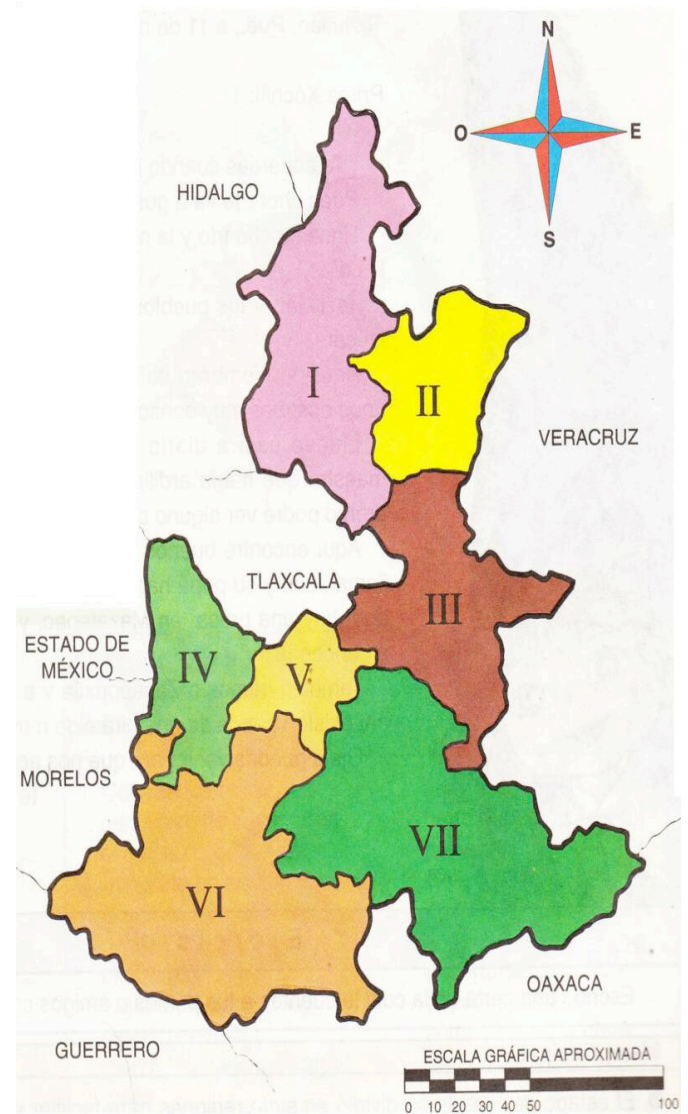 N
O
E
S
HIDALGO
I
II
VERACRUZ
TLAXCALA
III
ESTADO DE
MÉXICO
IV
V
MORELOS
VII
VI
OAXACA
GUERRERO
ESCALA GRÁFICA APROXIMADA
0 10 20 30 40 50 100